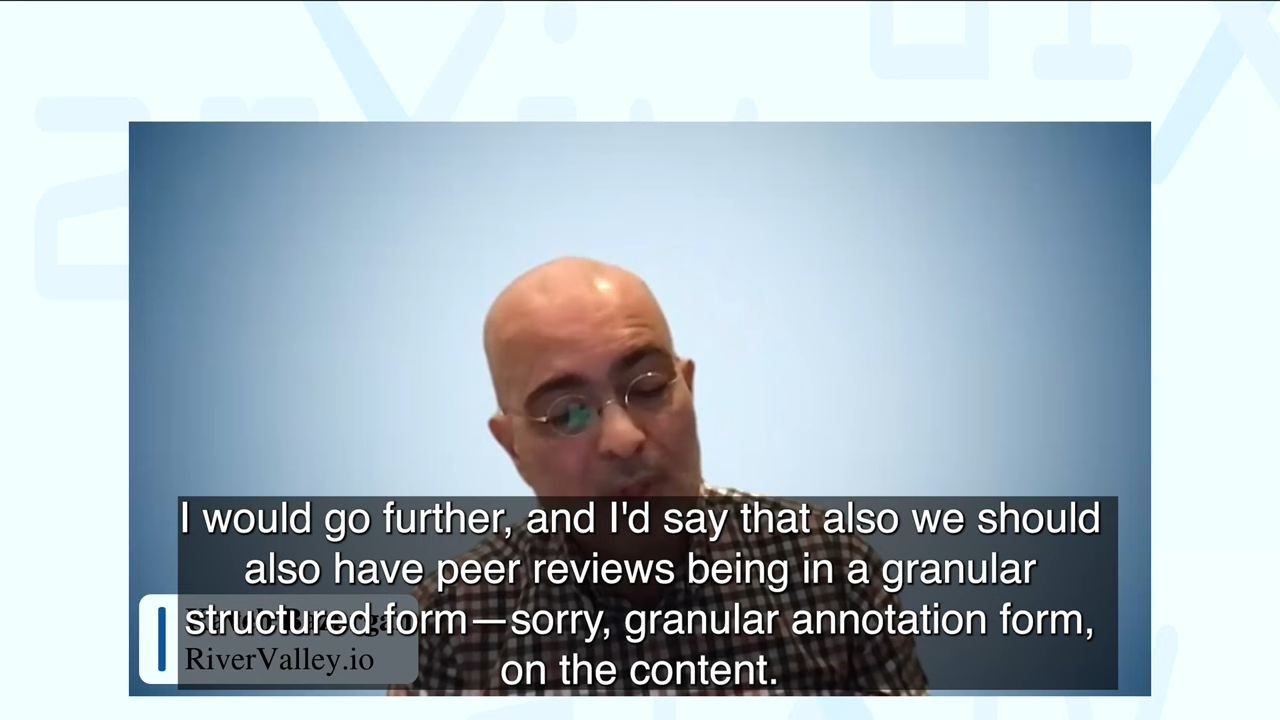 I would go further, and I'd say that also we should
also have peer reviews being in a granular
structured form—sorry, granular annotation form,
on the content.
RiverValley.io